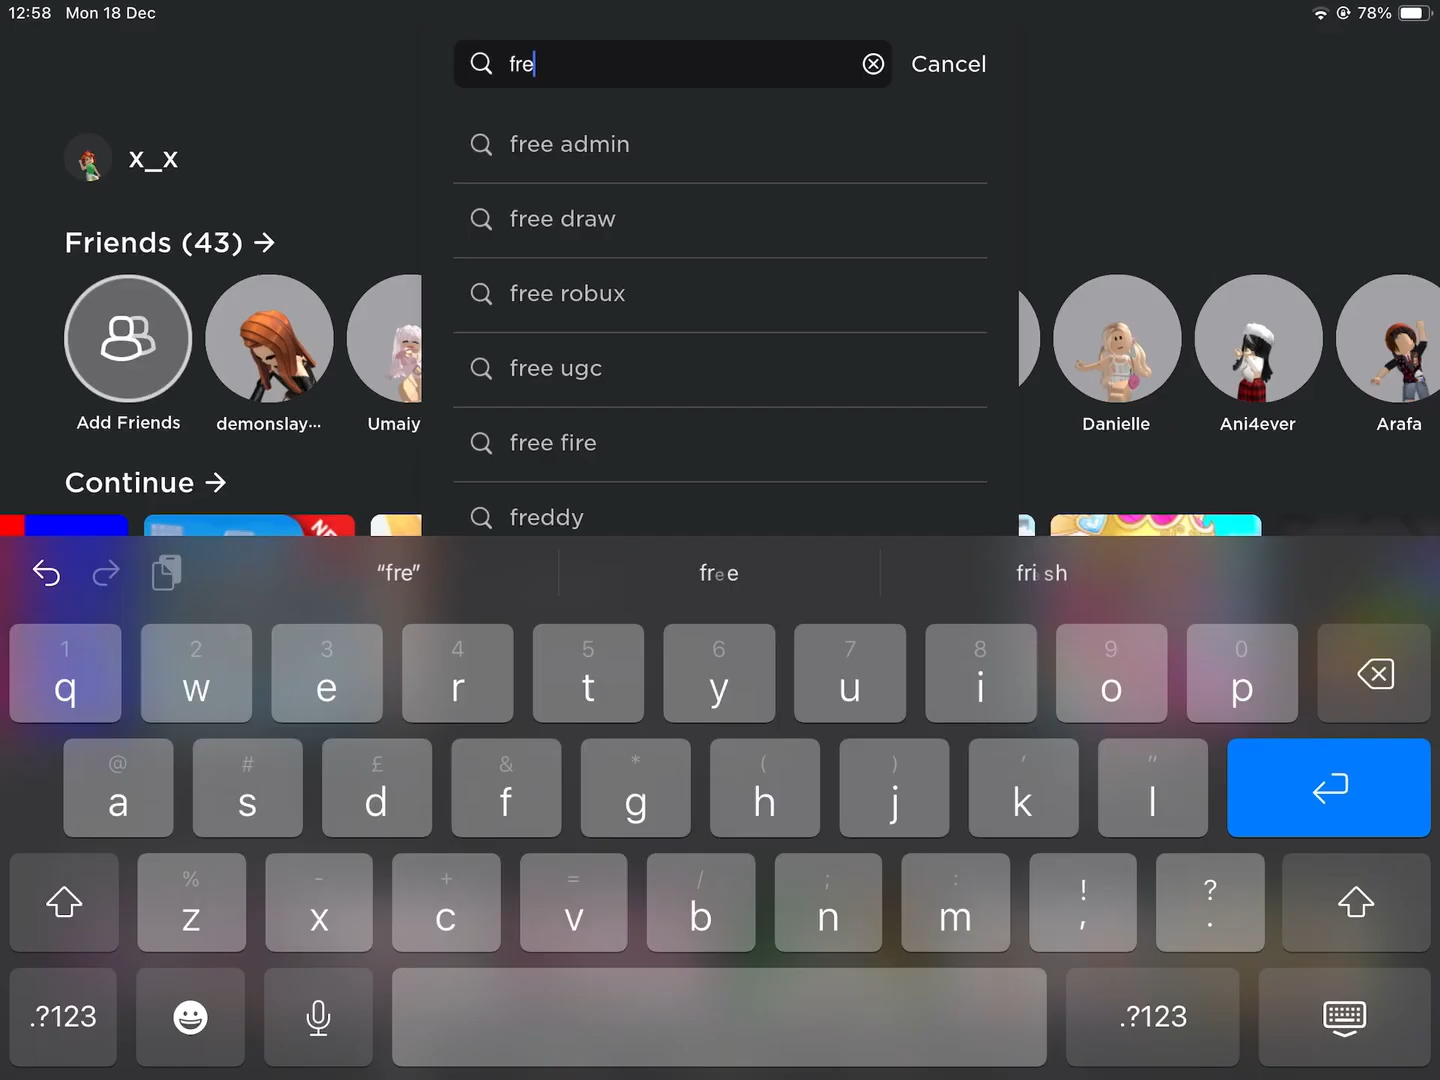 12:58 Mon 18 Dec 78%
fre Cancel
free admin
x_x
free draw
Friends (43) →
free robux
free ugc
Add Friends demonslay... Umaiy Danielle Ani4ever Arafa
free fire
Continue →
freddy
NE
“fre” free
1 2 3 4 5 6 7 8 9 0
q w e r t y u i o p
@ # £ & * ( ) ' "
a s d f g h j k l
% - + = / ; : ! ?
z x c v b n m , .
.?123 .?123